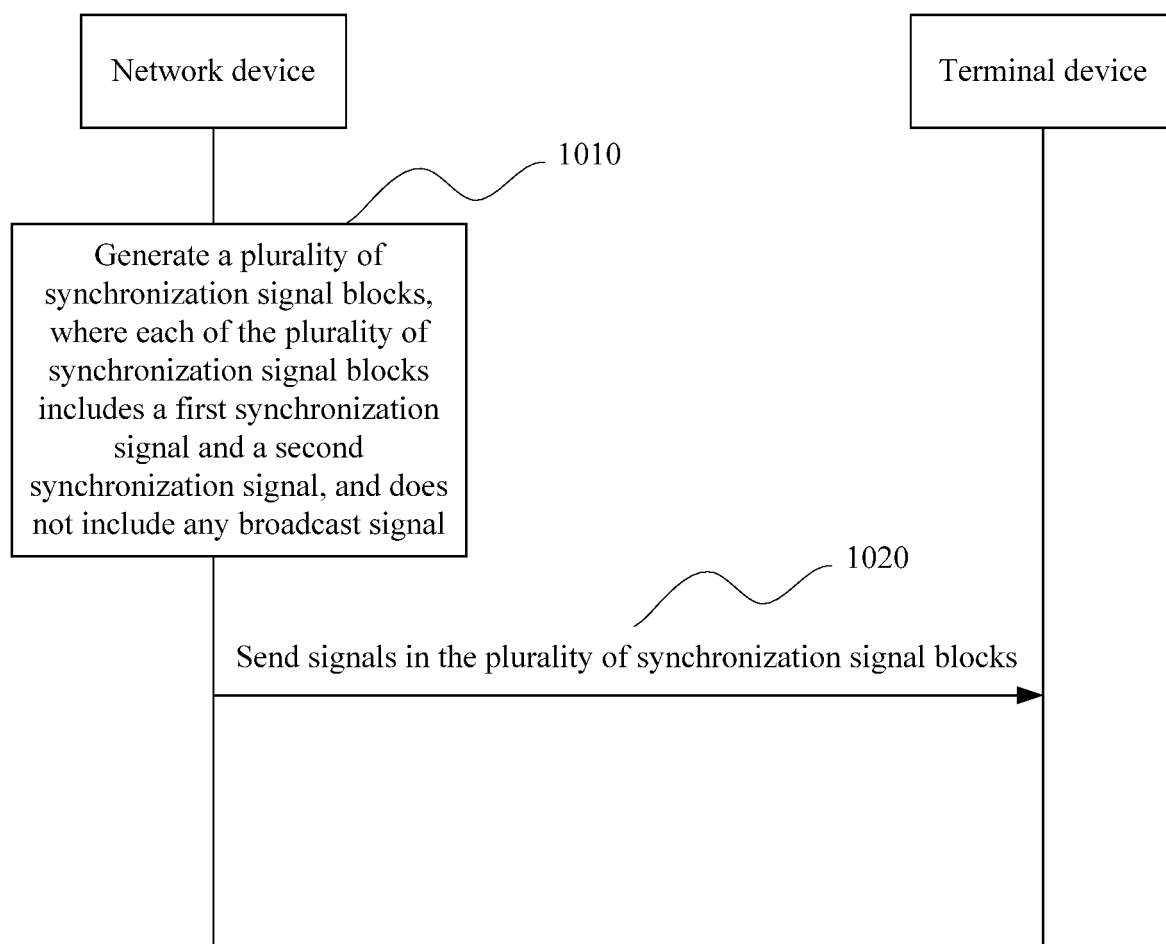 Network device
Terminal device
1010
Generate a plurality of
synchronization signal blocks,
where each of the plurality of
synchronization signal blocks
includes a first synchronization
signal and a second
synchronization signal, and does
not include any broadcast signal
1020
Send signals in the plurality of synchronization signal blocks